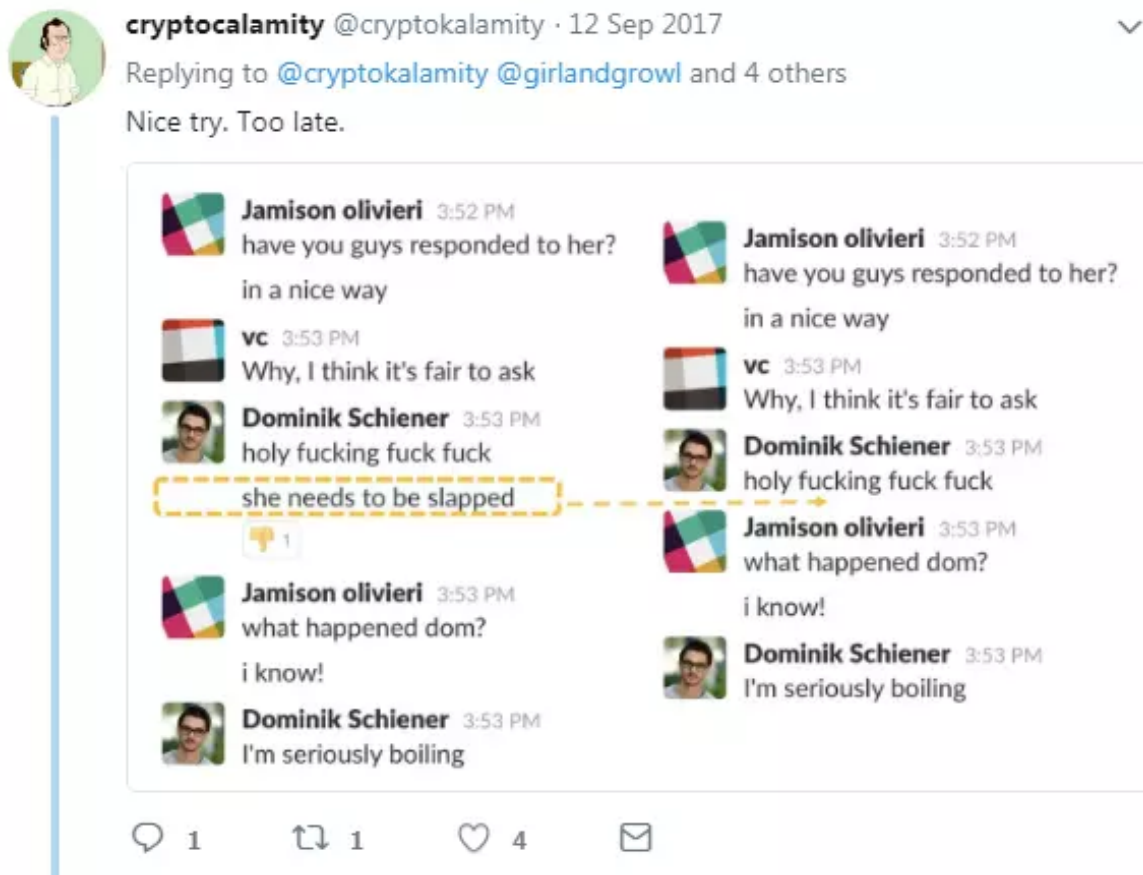 cryptocalamity @cryptokalamity · 12 Sep 2017
Replying to @cryptokalamity @girlandgrowl and 4 others
Nice try. Too late.
Jamison olivieri 3:52 PM
have you guys responded to her?
in a nice way
vc 3:53 PM
Why, I think it's fair to ask
Dominik Schiener 3:53 PM
holy fucking fuck fuck
she needs to be slapped
1
Jamison olivieri 3:53 PM
what happened dom?
i know!
Dominik Schiener 3:53 PM
I'm seriously boiling
Jamison olivieri 3:52 PM
have you guys responded to her?
in a nice way
vc 3:53 PM
Why, I think it's fair to ask
Dominik Schiener 3:53 PM
holy fucking fuck fuck
Jamison olivieri 3:53 PM
what happened dom?
i know!
Dominik Schiener 3:53 PM
I'm seriously boiling
1 1 4